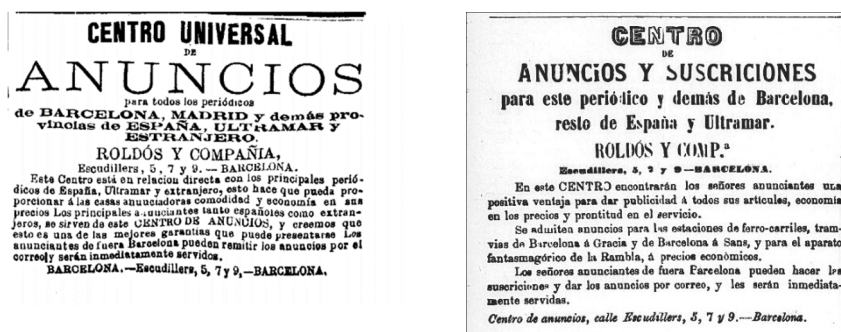 CENTRO UNIVERSAL
DE
ANUNCIOS
para todos los periódicos
de BARCELONA, MADRID y demás pro-
vincias de ESPAÑA, ULTRAMAR y
ESTRANJERO.
ROLDÓS Y COMPAÑIA,
Escudillers, 5, 7 y 9. — BARCELONA.
Este Centro está en relacion directa con los principales perió-
dicos de España, Ultramar y extranjero, esto hace que pueda pro-
porcionar á las casas anunciadoras comodidad y economía en sus
precios Los principales anunciantes tanto españoles como extran-
jeros, se sirven de este CENTRO DE ANUNCIOS, y creemos que
esto es una de las mejores garantias que puede presentarse Los
anunciantes de fuera Barcelona pueden remitir los anuncios por el
correo y serán inmediatamente servidos.
BARCELONA.—Escudillers, 5, 7 y 9,—BARCELONA.
CENTRO
DE
ANUNCIOS Y SUSCRICIONES
para este periódico y demás de Barcelona,
resto de España y Ultramar.
ROLDÓS Y COMP.ª
Escudillers, 5, 7 y 9—BARCELONA.
En este CENTRO encontrarán los señores anunciantes una
positiva ventaja para dar publicidad á todos sus artículos, economía
en los precios y prontitud en el servicio.
Se admiten anuncios para las estaciones de ferro-carriles, tram-
vias de Barcelona á Gracia y de Barcelona á Sans, y para el aparato
fantasmagórico de la Rambla, á precios económicos.
Los señores anunciantes de fuera Barcelona pueden hacer las
suscriciones y dar los anuncios por correo, y les serán inmediata-
mente servidas.
Centro de anuncios, calle Escudillers, 5, 7 y 9.—Barcelona.